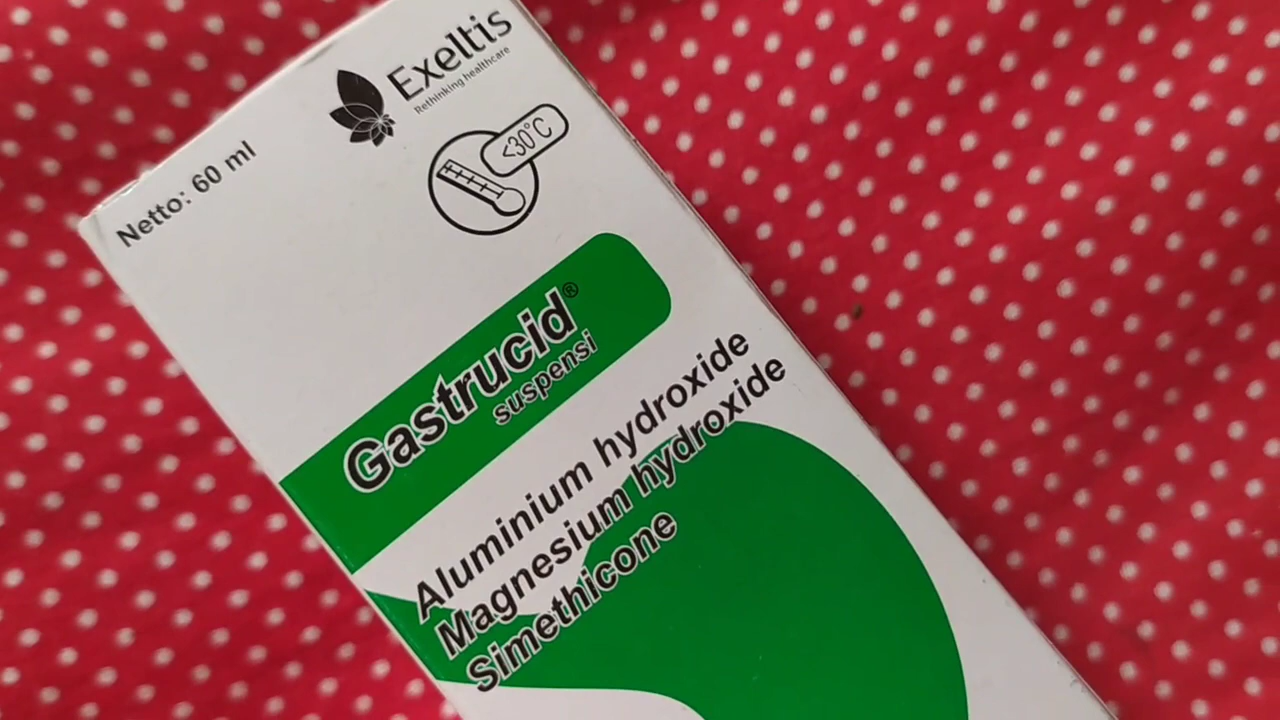 Exeltis
Rethinking healthcare
<30°C
Netto: 60 ml
Gastrucid®
suspensi
Aluminium hydroxide
Magnesium hydroxide
Simethicone